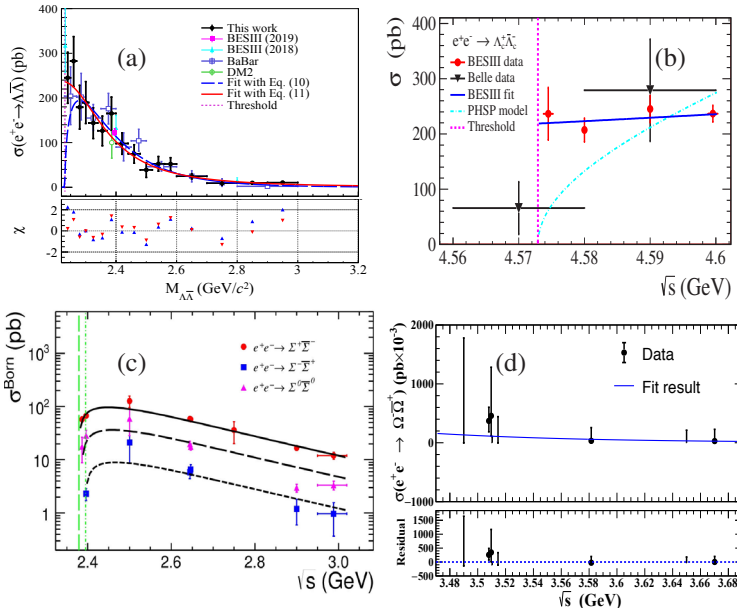 (a)
σ(e⁺e⁻→ΛΛ̅) (pb)
400
300
200
100
0
This work
BESIII (2019)
BESIII (2018)
BaBar
DM2
Fit with Eq. (10)
Fit with Eq. (11)
Threshold
χ
2
0
−2
2.4 2.6 2.8 3 3.2
M_ΛΛ̅ (GeV/c²)
(b)
σ (pb)
400
300
200
100
0
e⁺e⁻ → Λ_c⁺Λ̅_c⁻
BESIII data
Belle data
BESIII fit
PHSP model
Threshold
4.56 4.57 4.58 4.59 4.6
√s (GeV)
(c)
σ^Born (pb)
10³
10²
10
1
e⁺e⁻→ Σ⁺Σ̅⁻
e⁺e⁻→ Σ⁻Σ̅⁺
e⁺e⁻→ Σ⁰Σ̅⁰
2.4 2.6 2.8 3.0
√s (GeV)
(d)
σ(e⁺e⁻ → Ω⁻Ω̅⁺) (pb×10⁻³)
2000
1000
0
−1000
Data
Fit result
Residual
1500
1000
500
0
−500
3.48 3.5 3.52 3.54 3.56 3.58 3.6 3.62 3.64 3.66 3.68
√s (GeV)